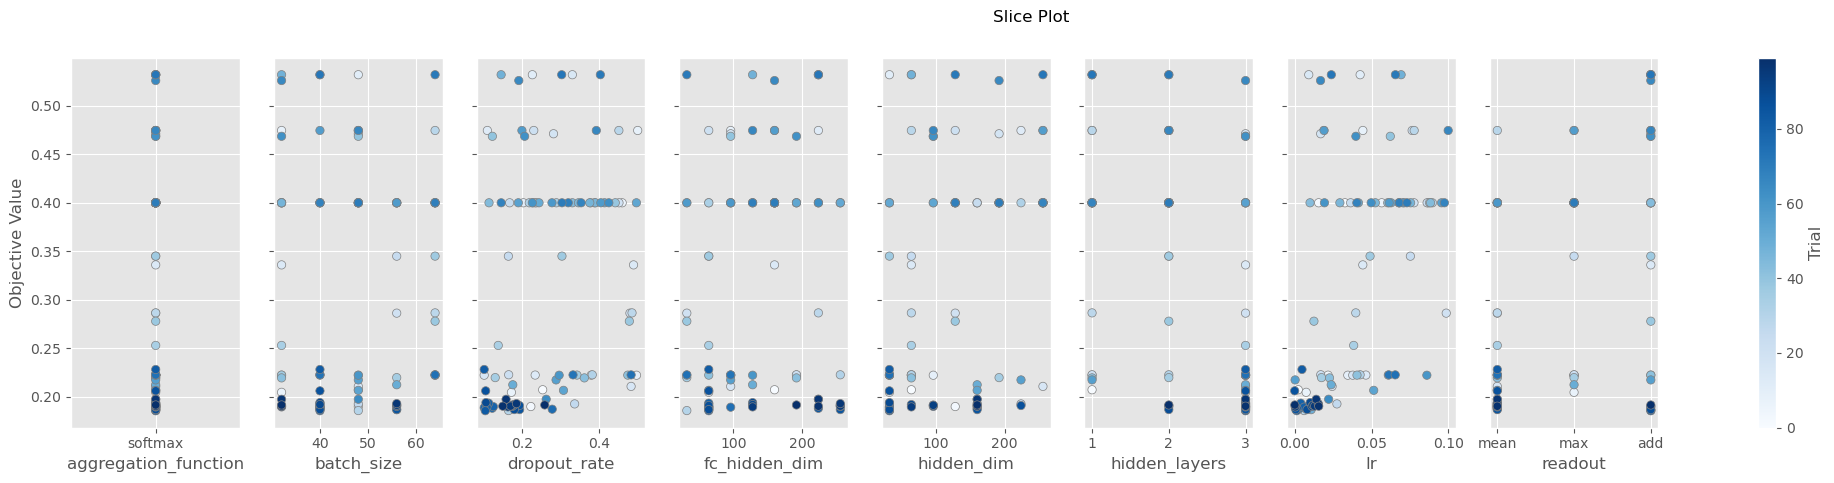 Slice Plot
Objective Value
0.50
0.45
0.40
0.35
0.30
0.25
0.20
softmax
aggregation_function
40 50 60
batch_size
0.2 0.4
dropout_rate
100 200
fc_hidden_dim
100 200
hidden_dim
1 2 3
hidden_layers
0.00 0.05 0.10
lr
mean max add
readout
80
60
40
20
0
Trial